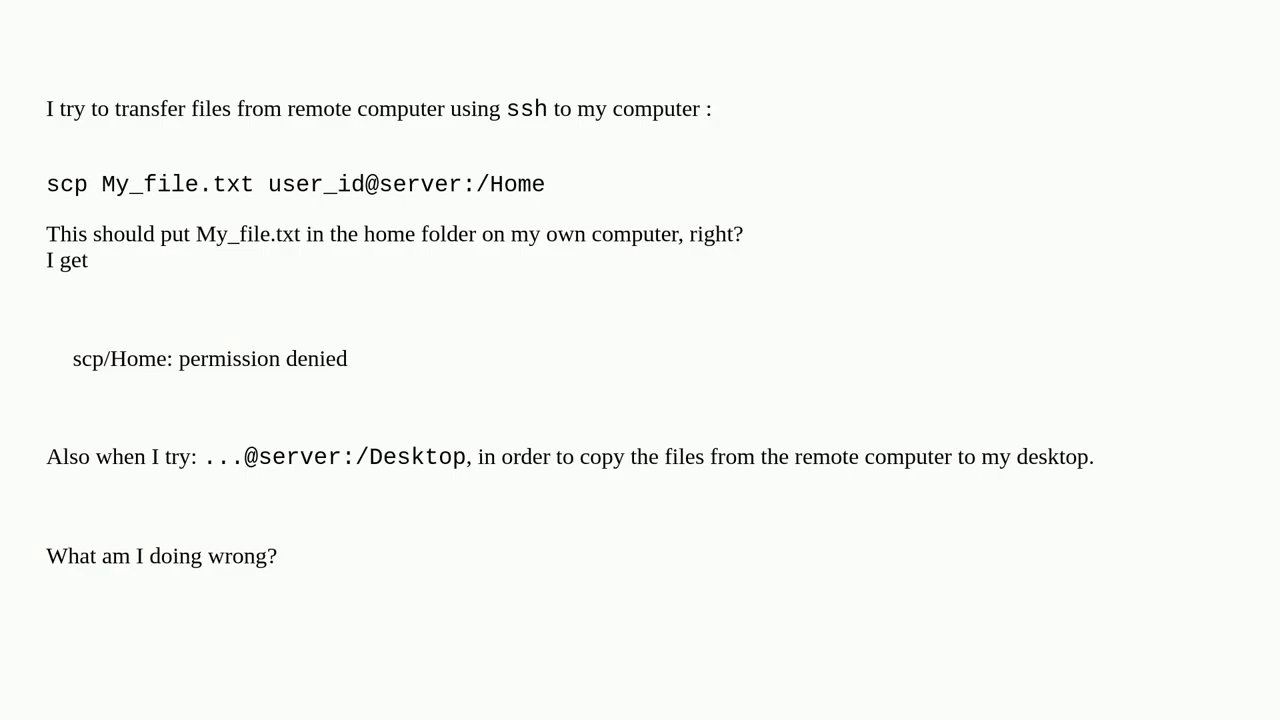 I try to transfer files from remote computer using ssh to my computer :
scp My_file.txt user_id@server:/Home
This should put My_file.txt in the home folder on my own computer, right?
I get
scp/Home: permission denied
Also when I try: ...@server:/Desktop, in order to copy the files from the remote computer to my desktop.
What am I doing wrong?